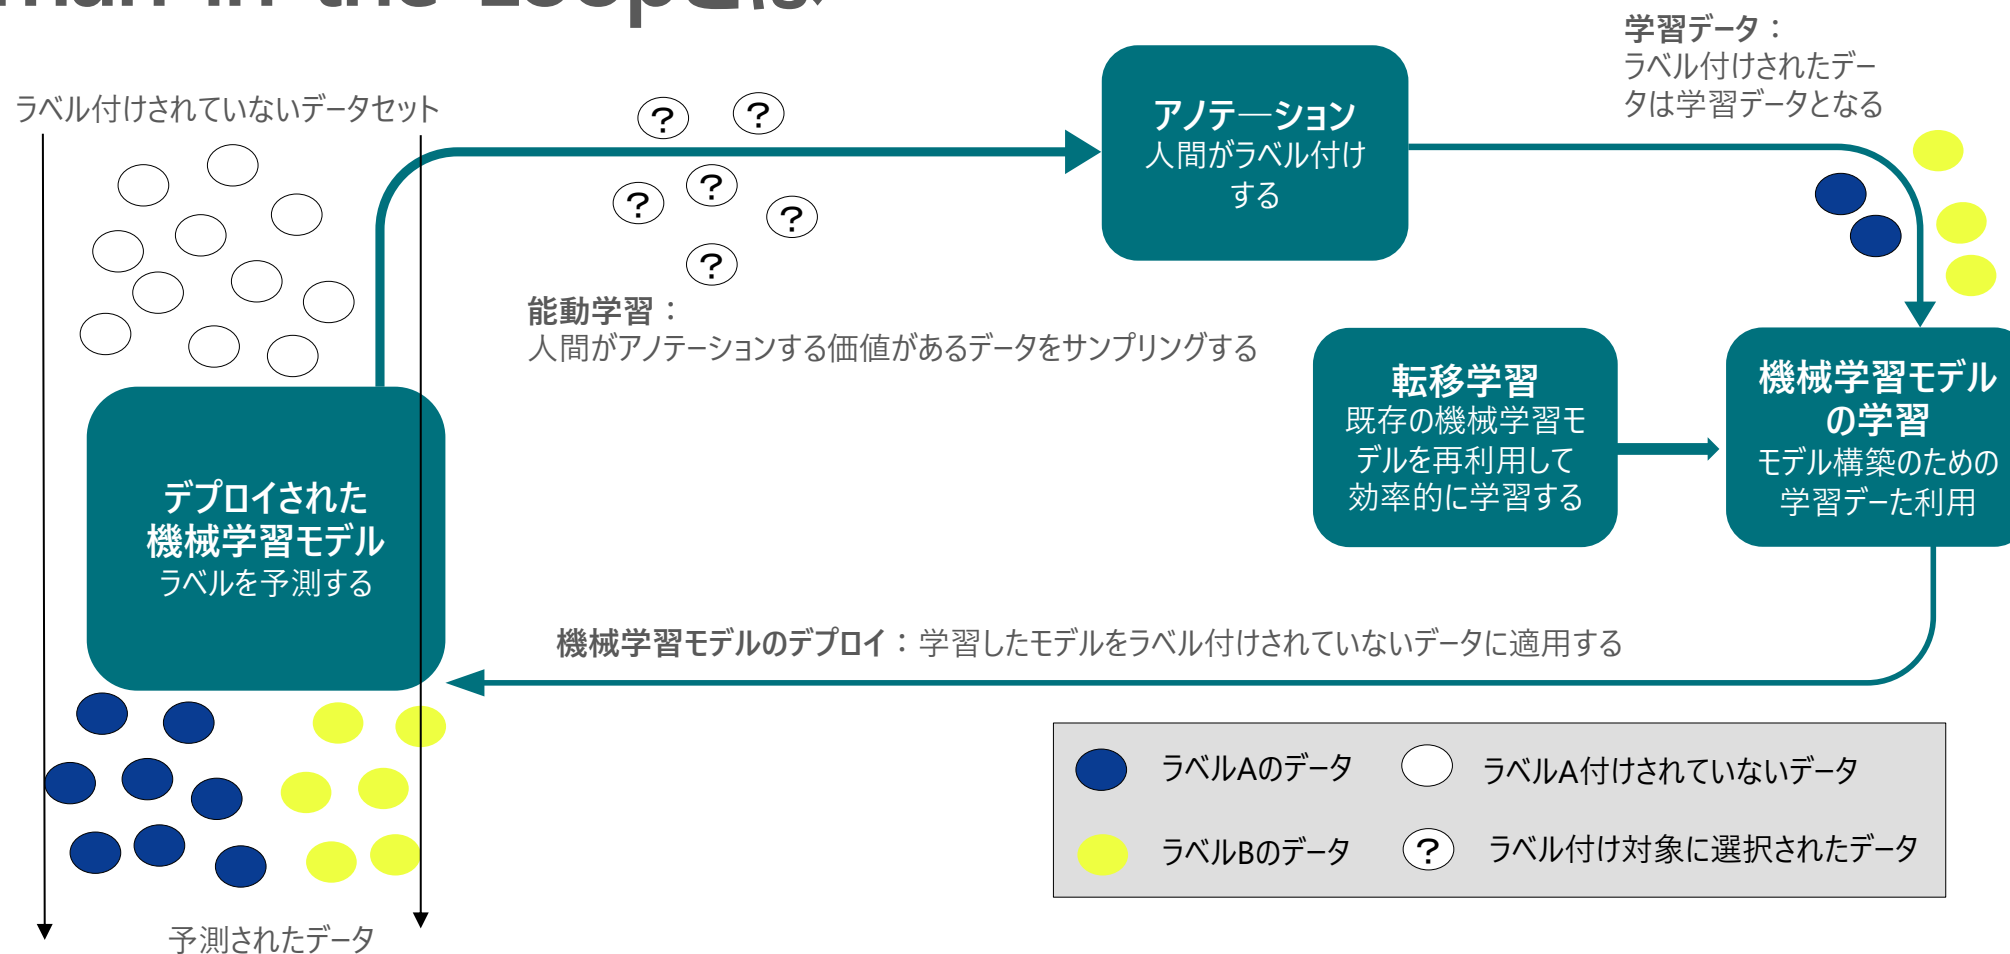 man-in-the-Loopとは
学習データ：
ラベル付けされたデー
タは学習データとなる
ラベル付けされていないデータセット
?
?
?
?
?
?
アノテ―ション
人間がラベル付け
する
能動学習：
人間がアノテーションする価値があるデータをサンプリングする
転移学習
既存の機械学習モ
デルを再利用して
効率的に学習する
機械学習モデル
の学習
モデル構築のための
学習データ利用
デプロイされた
機械学習モデル
ラベルを予測する
機械学習モデルのデプロイ：学習したモデルをラベル付けされていないデータに適用する
ラベルAのデータ
ラベルA付けされていないデータ
ラベルBのデータ
?
ラベル付け対象に選択されたデータ
予測されたデータ